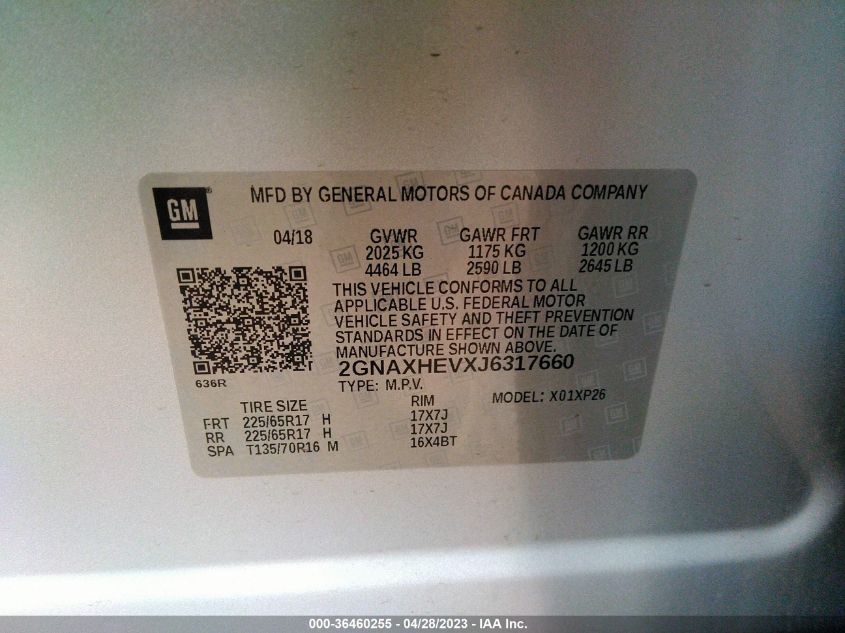 GM ®
MFD BY GENERAL MOTORS OF CANADA COMPANY
04/18 GVWR GAWR FRT GAWR RR
2025 KG 1175 KG 1200 KG
4464 LB 2590 LB 2645 LB
THIS VEHICLE CONFORMS TO ALL
APPLICABLE U.S. FEDERAL MOTOR
VEHICLE SAFETY AND THEFT PREVENTION
STANDARDS IN EFFECT ON THE DATE OF
MANUFACTURE SHOWN ABOVE.
636R
2GNAXHEVXJ6317660
TYPE: M.P.V. MODEL: X01XP26
TIRE SIZE RIM
FRT 225/65R17 H 17X7J
RR 225/65R17 H 17X7J
SPA T135/70R16 M 16X4BT
000-36460255 - 04/28/2023 - IAA Inc.